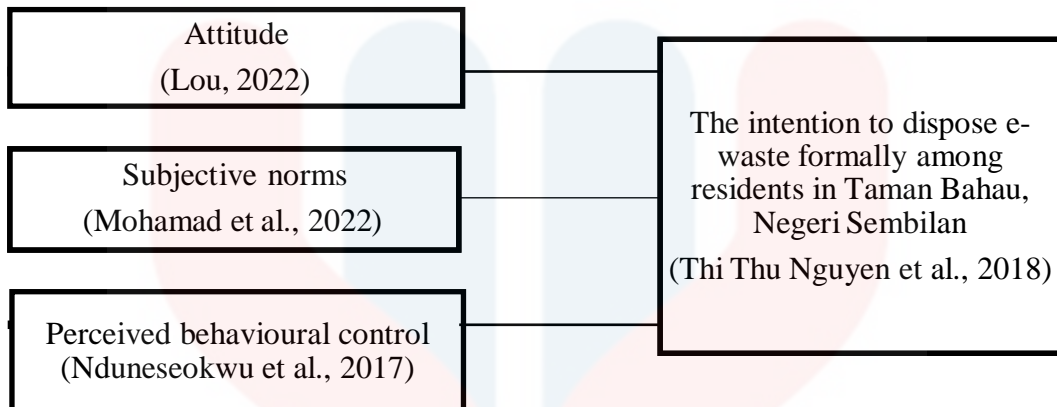 Attitude
(Lou, 2022)
Subjective norms
(Mohamad et al., 2022)
Perceived behavioural control
(Nduneseokwu et al., 2017)
The intention to dispose e-
waste formally among
residents in Taman Bahau,
Negeri Sembilan
(Thi Thu Nguyen et al., 2018)